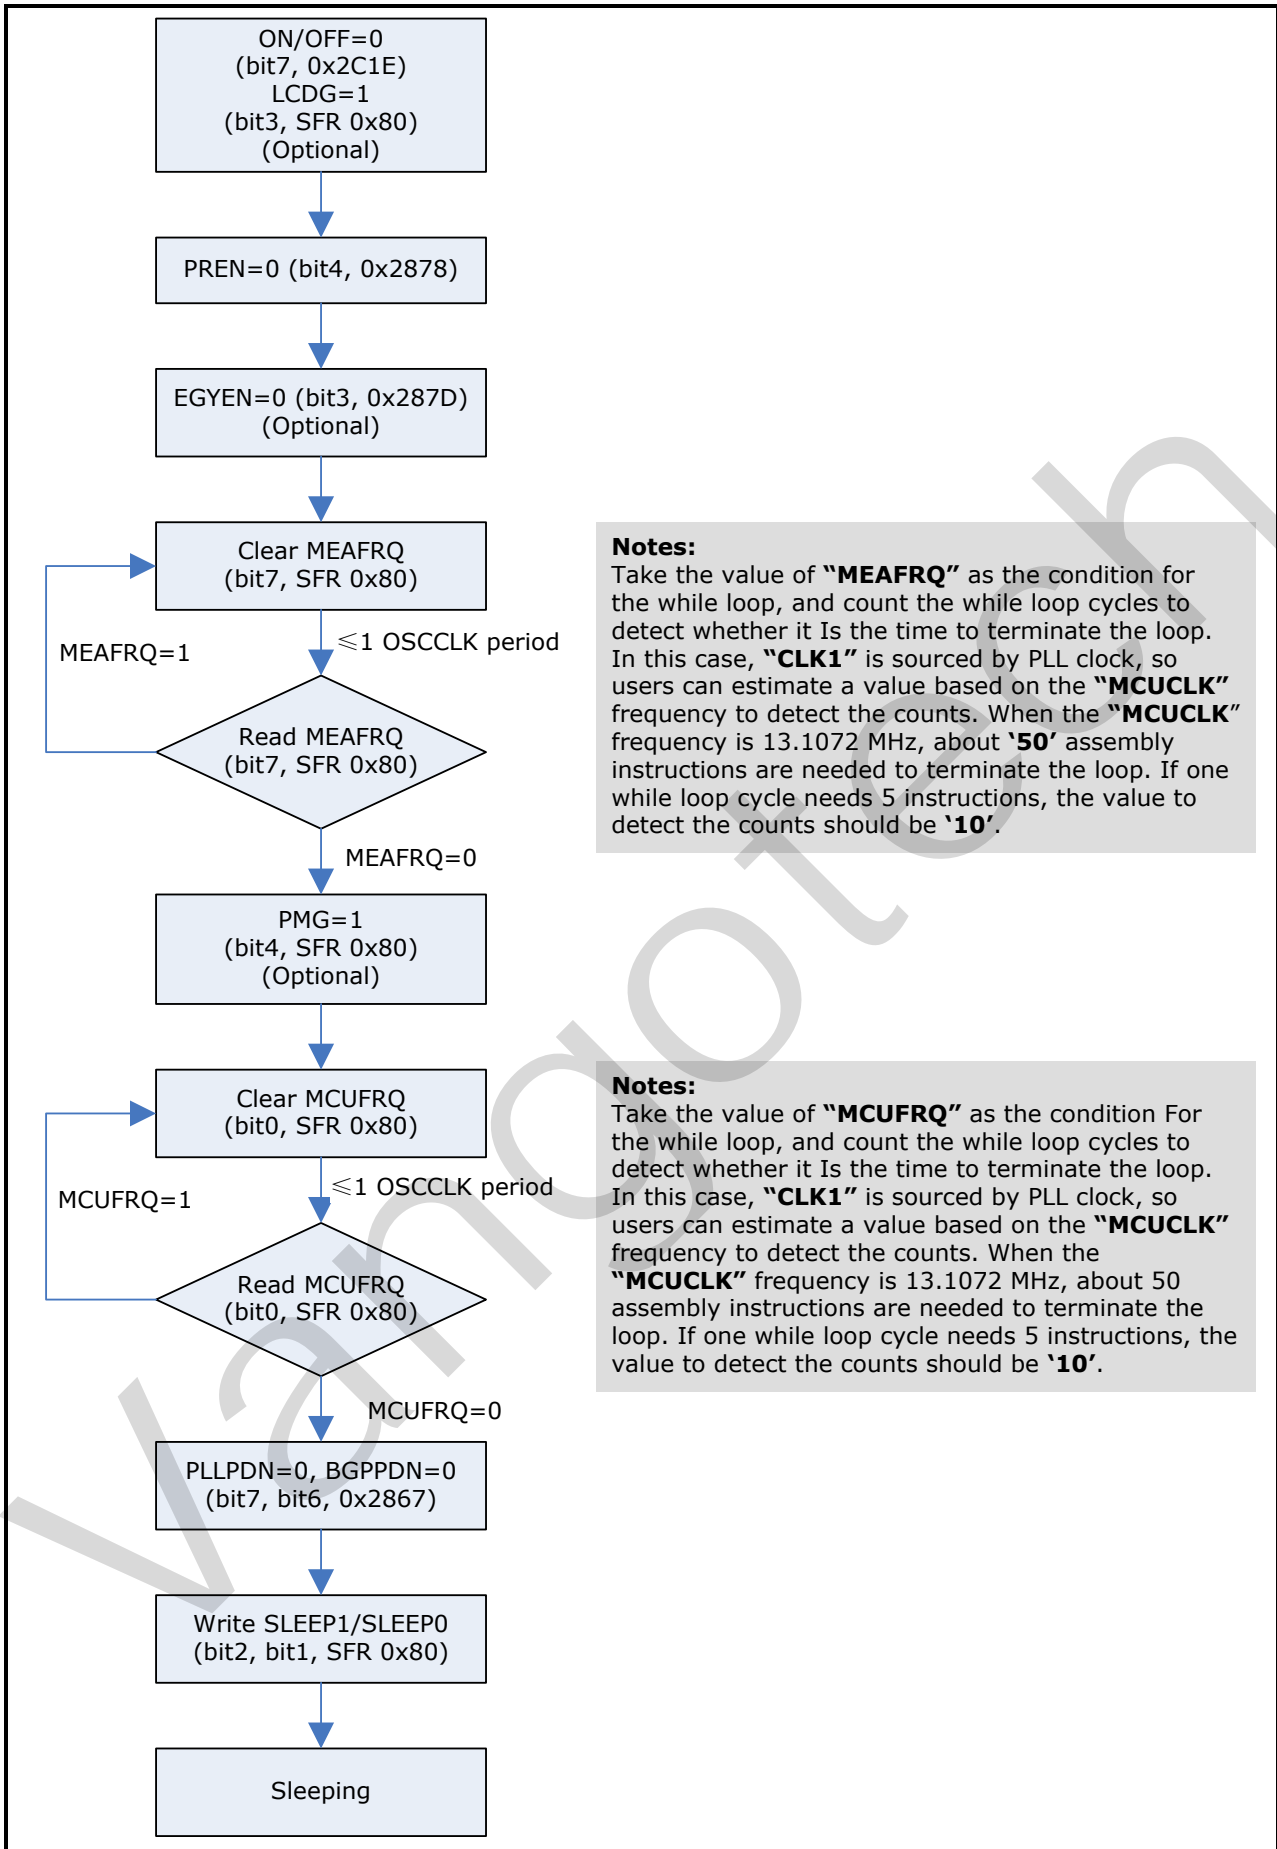 ON/OFF=0
(bit7, 0x2C1E)
LCDG=1
(bit3, SFR 0x80)
(Optional)
PREN=0 (bit4, 0x2878)
EGYEN=0 (bit3, 0x287D)
(Optional)
Clear MEAFRQ
(bit7, SFR 0x80)
MEAFRQ=1
≤1 OSCCLK period
Read MEAFRQ
(bit7, SFR 0x80)
MEAFRQ=0
Notes:
Take the value of “MEAFRQ” as the condition for
the while loop, and count the while loop cycles to
detect whether it Is the time to terminate the loop.
In this case, “CLK1” is sourced by PLL clock, so
users can estimate a value based on the “MCUCLK”
frequency to detect the counts. When the “MCUCLK”
frequency is 13.1072 MHz, about ‘50’ assembly
instructions are needed to terminate the loop. If one
while loop cycle needs 5 instructions, the value to
detect the counts should be ‘10’.
PMG=1
(bit4, SFR 0x80)
(Optional)
Clear MCUFRQ
(bit0, SFR 0x80)
MCUFRQ=1
≤1 OSCCLK period
Read MCUFRQ
(bit0, SFR 0x80)
MCUFRQ=0
Notes:
Take the value of “MCUFRQ” as the condition For
the while loop, and count the while loop cycles to
detect whether it Is the time to terminate the loop.
In this case, “CLK1” is sourced by PLL clock, so
users can estimate a value based on the “MCUCLK”
frequency to detect the counts. When the
“MCUCLK” frequency is 13.1072 MHz, about 50
assembly instructions are needed to terminate the
loop. If one while loop cycle needs 5 instructions, the
value to detect the counts should be ‘10’.
PLLPDN=0, BGPPDN=0
(bit7, bit6, 0x2867)
Write SLEEP1/SLEEP0
(bit2, bit1, SFR 0x80)
Sleeping
Vangotech